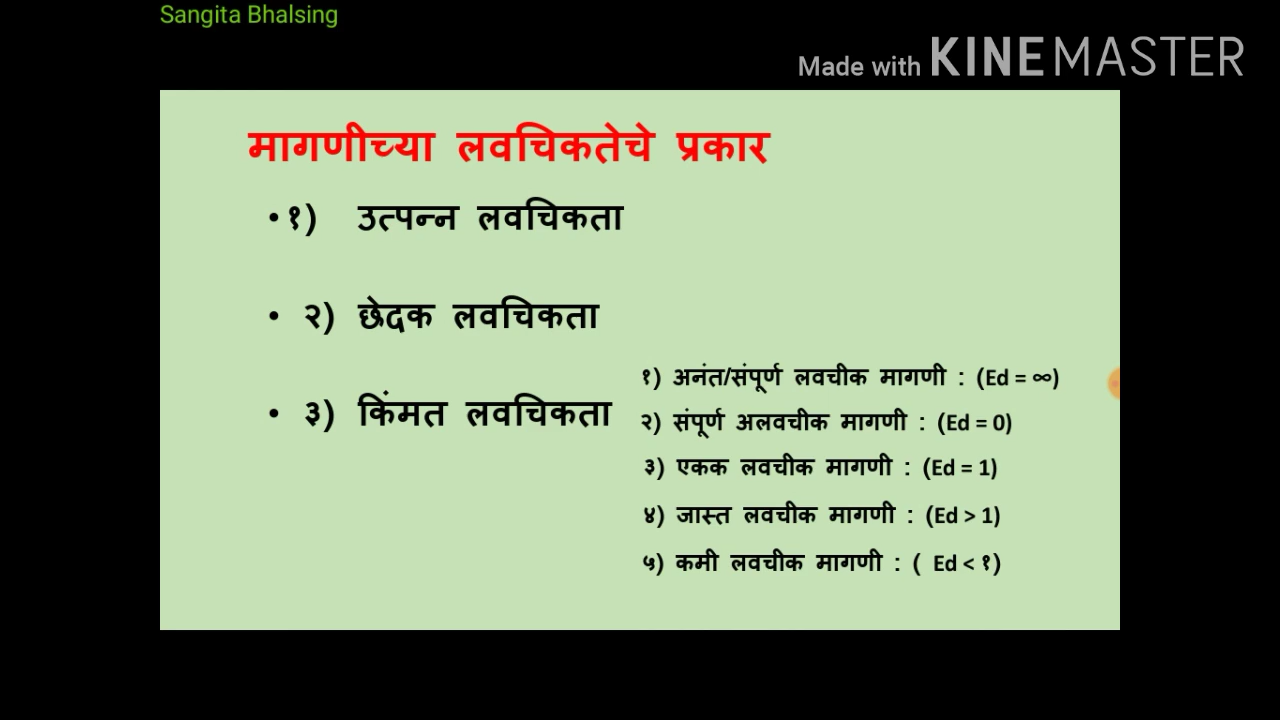 Sangita Bhalsing
Made with KINEMASTER
मागणीच्या लवचिकतेचे प्रकार
• १) उत्पन्न लवचिकता
• २) छेदक लवचिकता
• ३) किंमत लवचिकता
१) अनंत/संपूर्ण लवचीक मागणी : (Ed = ∞)
२) संपूर्ण अलवचीक मागणी : (Ed = 0)
३) एकक लवचीक मागणी : (Ed = 1)
४) जास्त लवचीक मागणी : (Ed > 1)
५) कमी लवचीक मागणी : ( Ed < १)